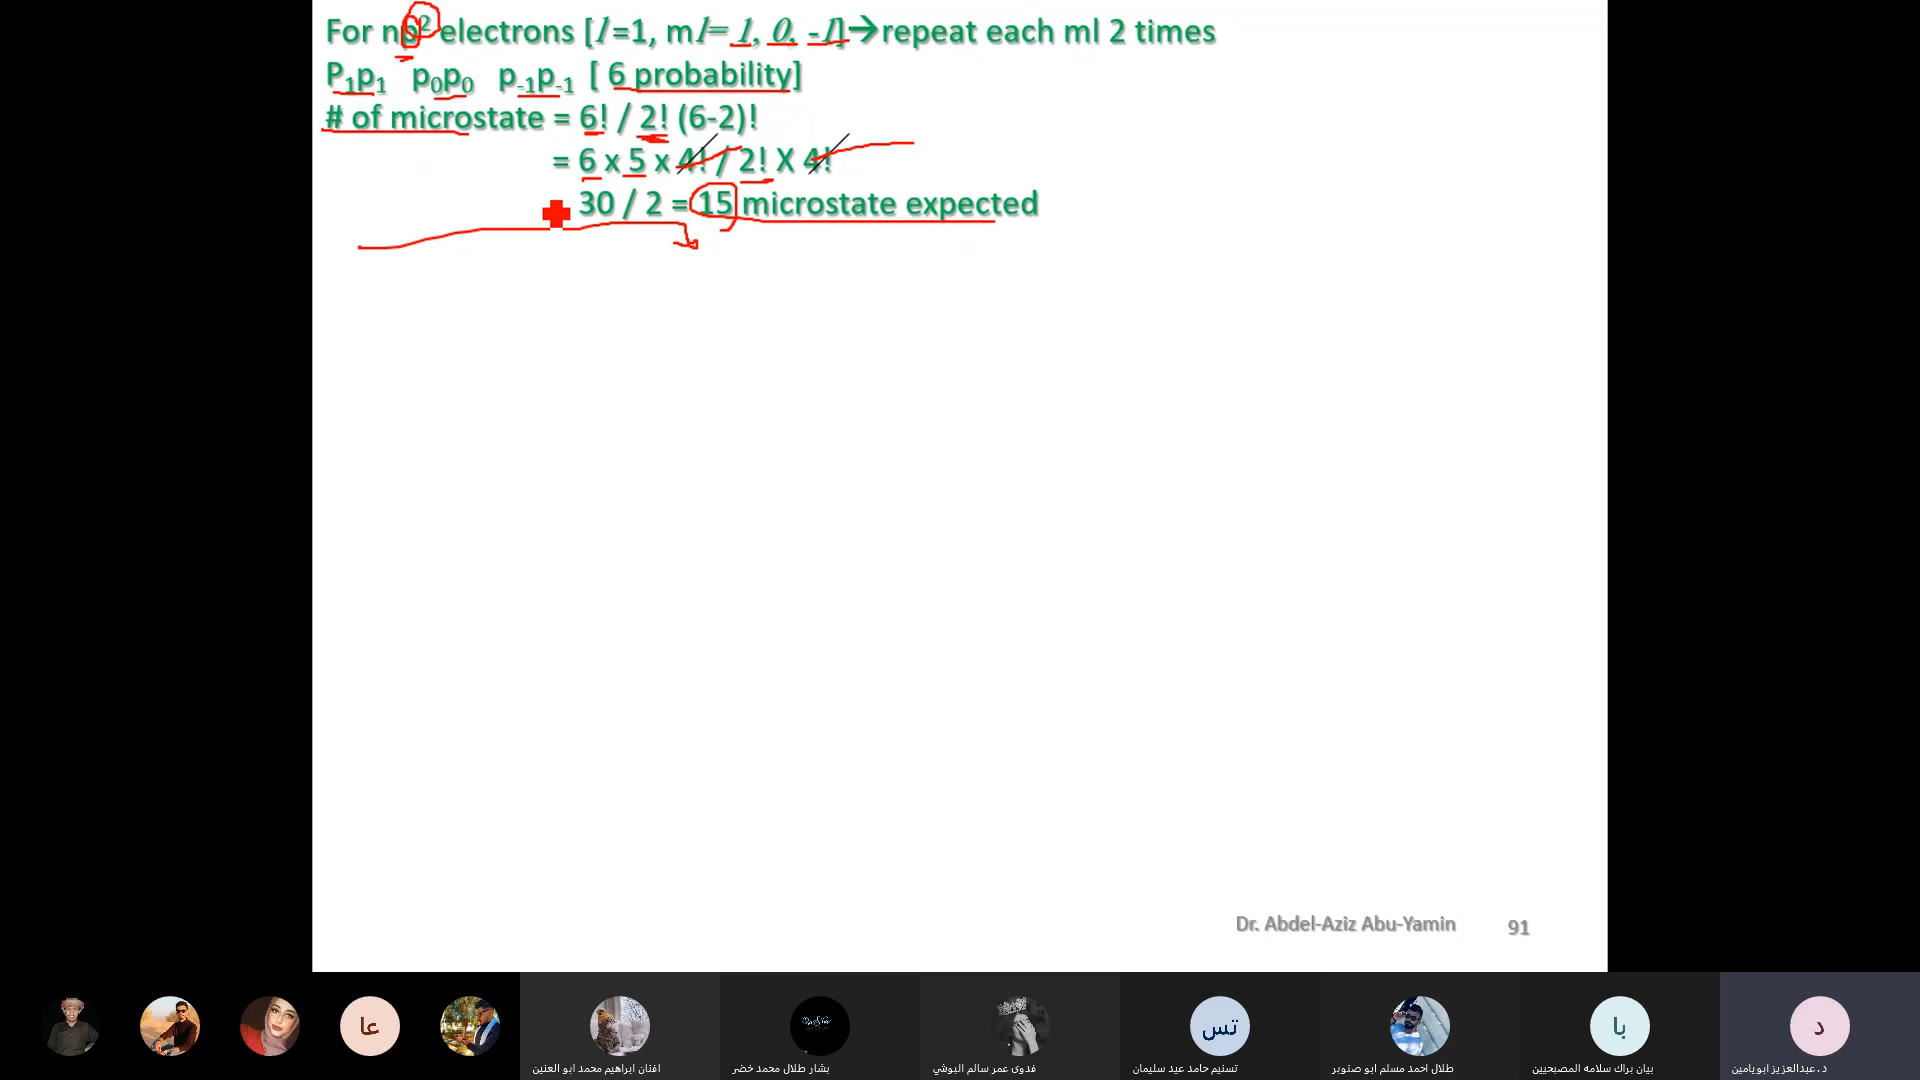 For np² electrons [l =1, ml= 1, 0, -1]→repeat each ml 2 times
P₁p₁ p₀p₀ p₋₁p₋₁ [ 6 probability]
# of microstate = 6! / 2! (6-2)!
= 6 x 5 x 4! / 2! X 4!
30 / 2 = 15 microstate expected
Dr. Abdel-Aziz Abu-Yamin 91
عا
تس
با
د
افنان ابراهيم محمد ابو العنين
بشار طلال محمد خضر
فدوى عمر سالم البوشي
تسنيم حامد عيد سليمان
طلال احمد مسلم ابو صنوبر
بيان براك سلامه المصبحيين
د.عبدالعزيز ابويامين